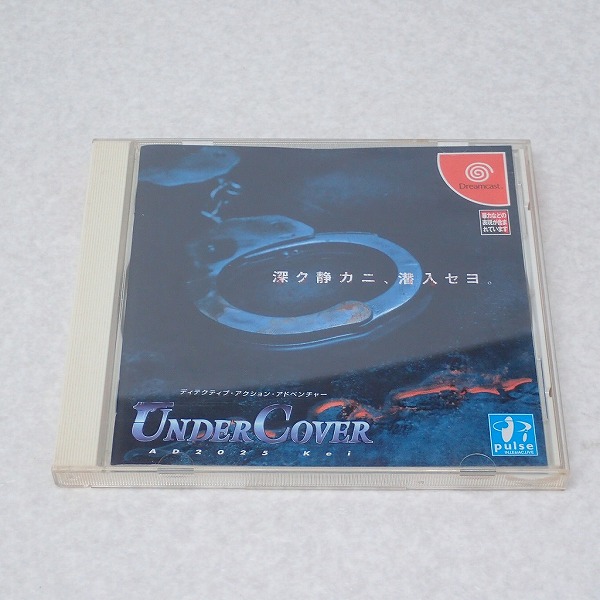 Dreamcast.
暴力などの
表現が含ま
れています
深ク静カニ、潜入セヨ。
ディテクティブ・アクション・アドベンチャー
UNDERCOVER
AD2025 Kei
pulse
INTERACTIVE